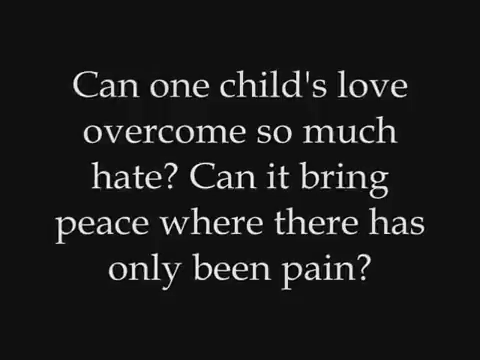 Can one child's love
overcome so much
hate? Can it bring
peace where there has
only been pain?